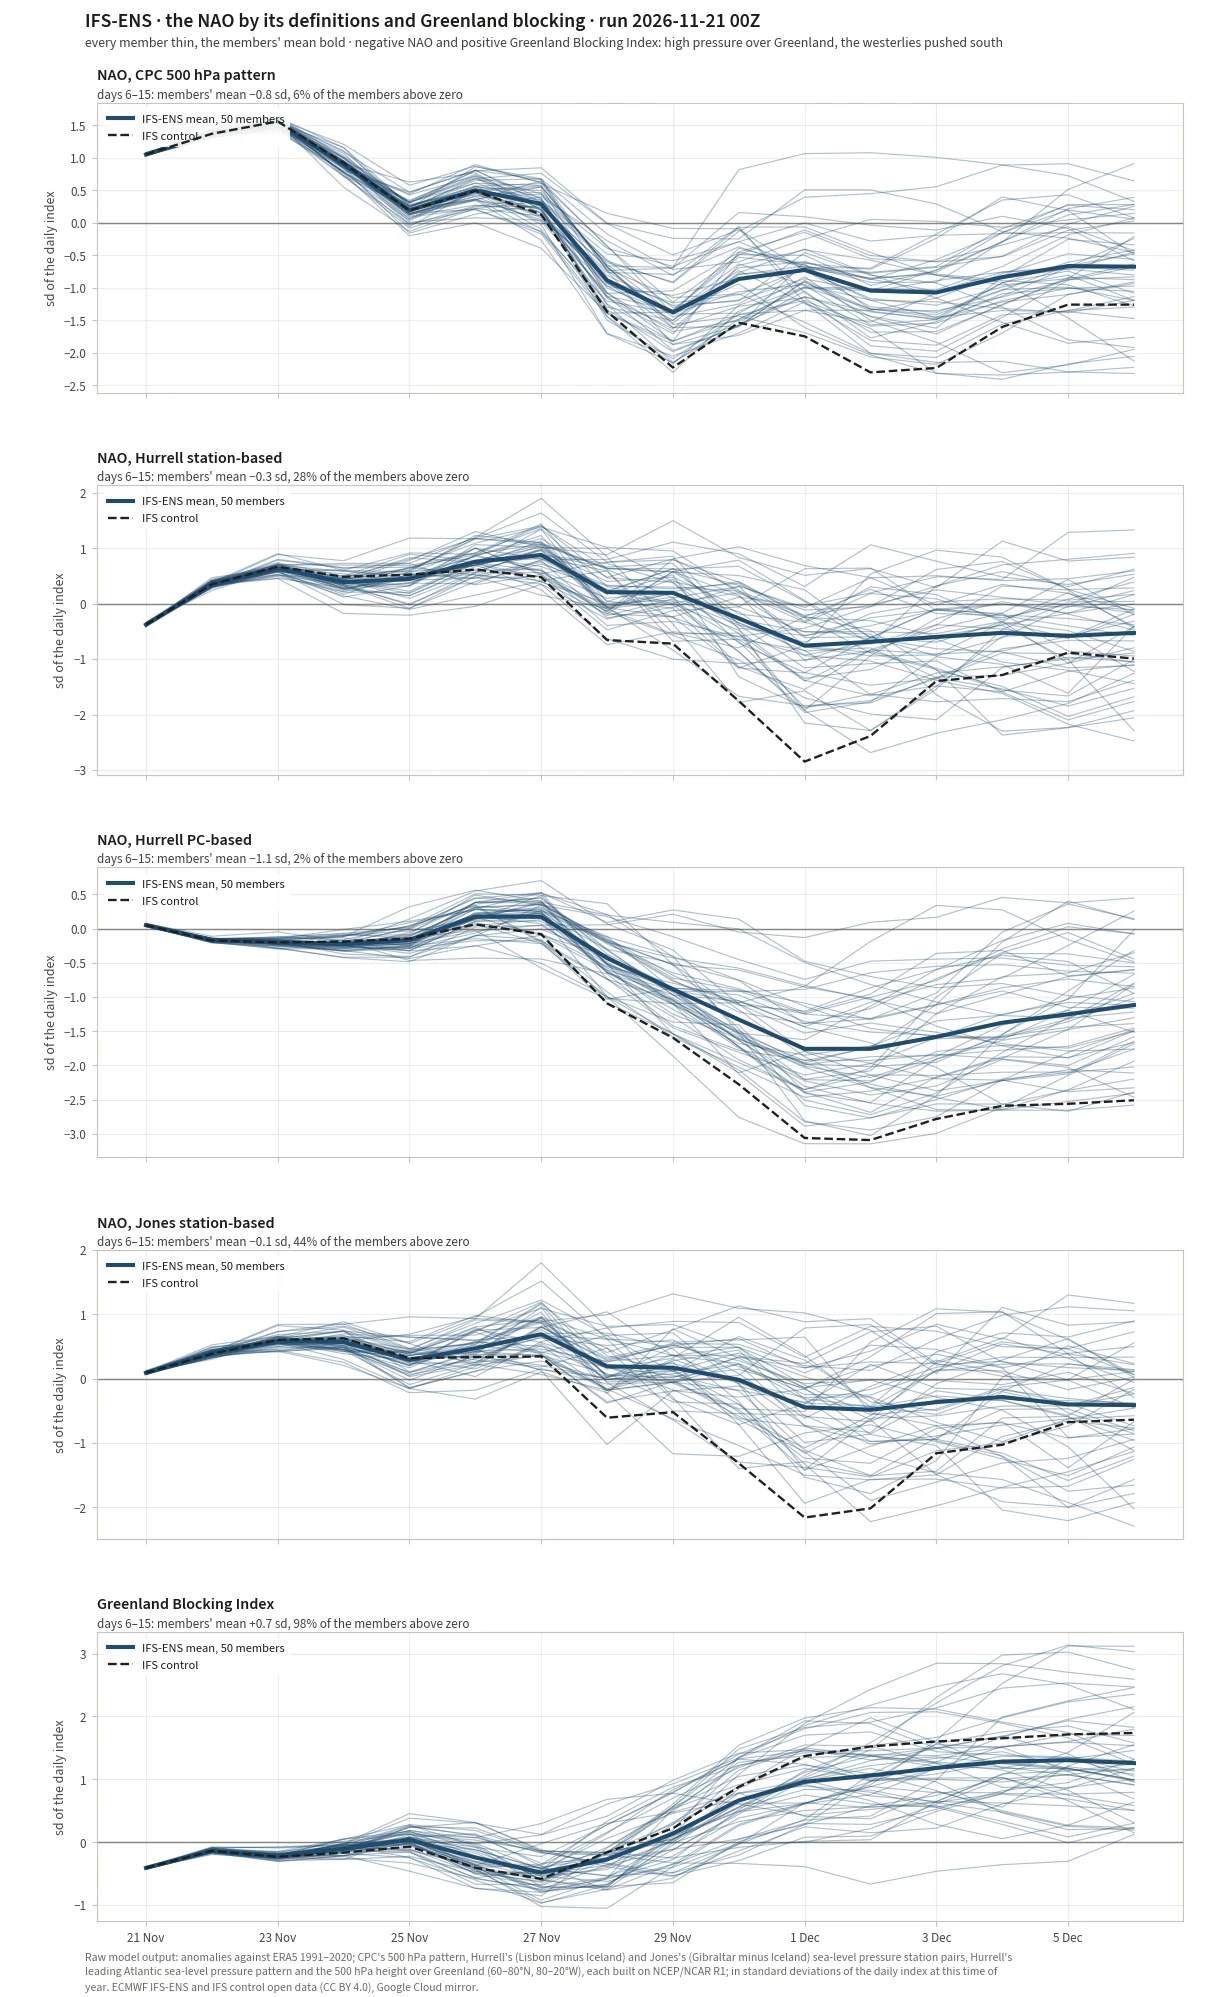 IFS-ENS · the NAO by its definitions and Greenland blocking · run 2026-11-21 00Z
every member thin, the members' mean bold · negative NAO and positive Greenland Blocking Index: high pressure over Greenland, the westerlies pushed south
NAO, CPC 500 hPa pattern
days 6–15: members' mean −0.8 sd, 6% of the members above zero
IFS-ENS mean, 50 members
IFS control
sd of the daily index
1.5
1.0
0.5
0.0
−0.5
−1.0
−1.5
−2.0
−2.5
NAO, Hurrell station-based
days 6–15: members' mean −0.3 sd, 28% of the members above zero
IFS-ENS mean, 50 members
IFS control
sd of the daily index
2
1
0
−1
−2
−3
NAO, Hurrell PC-based
days 6–15: members' mean −1.1 sd, 2% of the members above zero
IFS-ENS mean, 50 members
IFS control
sd of the daily index
0.5
0.0
−0.5
−1.0
−1.5
−2.0
−2.5
−3.0
NAO, Jones station-based
days 6–15: members' mean −0.1 sd, 44% of the members above zero
IFS-ENS mean, 50 members
IFS control
sd of the daily index
2
1
0
−1
−2
Greenland Blocking Index
days 6–15: members' mean +0.7 sd, 98% of the members above zero
IFS-ENS mean, 50 members
IFS control
sd of the daily index
3
2
1
0
−1
21 Nov 23 Nov 25 Nov 27 Nov 29 Nov 1 Dec 3 Dec 5 Dec
Raw model output: anomalies against ERA5 1991–2020; CPC's 500 hPa pattern, Hurrell's (Lisbon minus Iceland) and Jones's (Gibraltar minus Iceland) sea-level pressure station pairs, Hurrell's
leading Atlantic sea-level pressure pattern and the 500 hPa height over Greenland (60–80°N, 80–20°W), each built on NCEP/NCAR R1; in standard deviations of the daily index at this time of
year. ECMWF IFS-ENS and IFS control open data (CC BY 4.0), Google Cloud mirror.